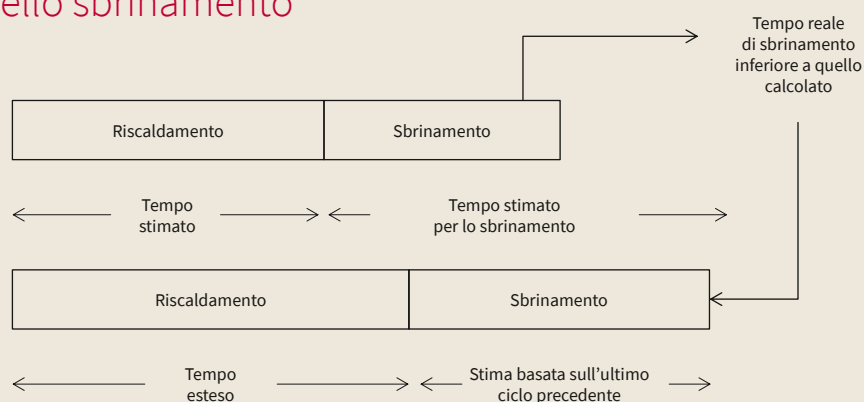 ello sbrinamento
Tempo reale
di sbrinamento
inferiore a quello
calcolato
Riscaldamento
Sbrinamento
Tempo
stimato
Tempo stimato
per lo sbrinamento
Riscaldamento
Sbrinamento
Tempo
esteso
Stima basata sull’ultimo
ciclo precedente